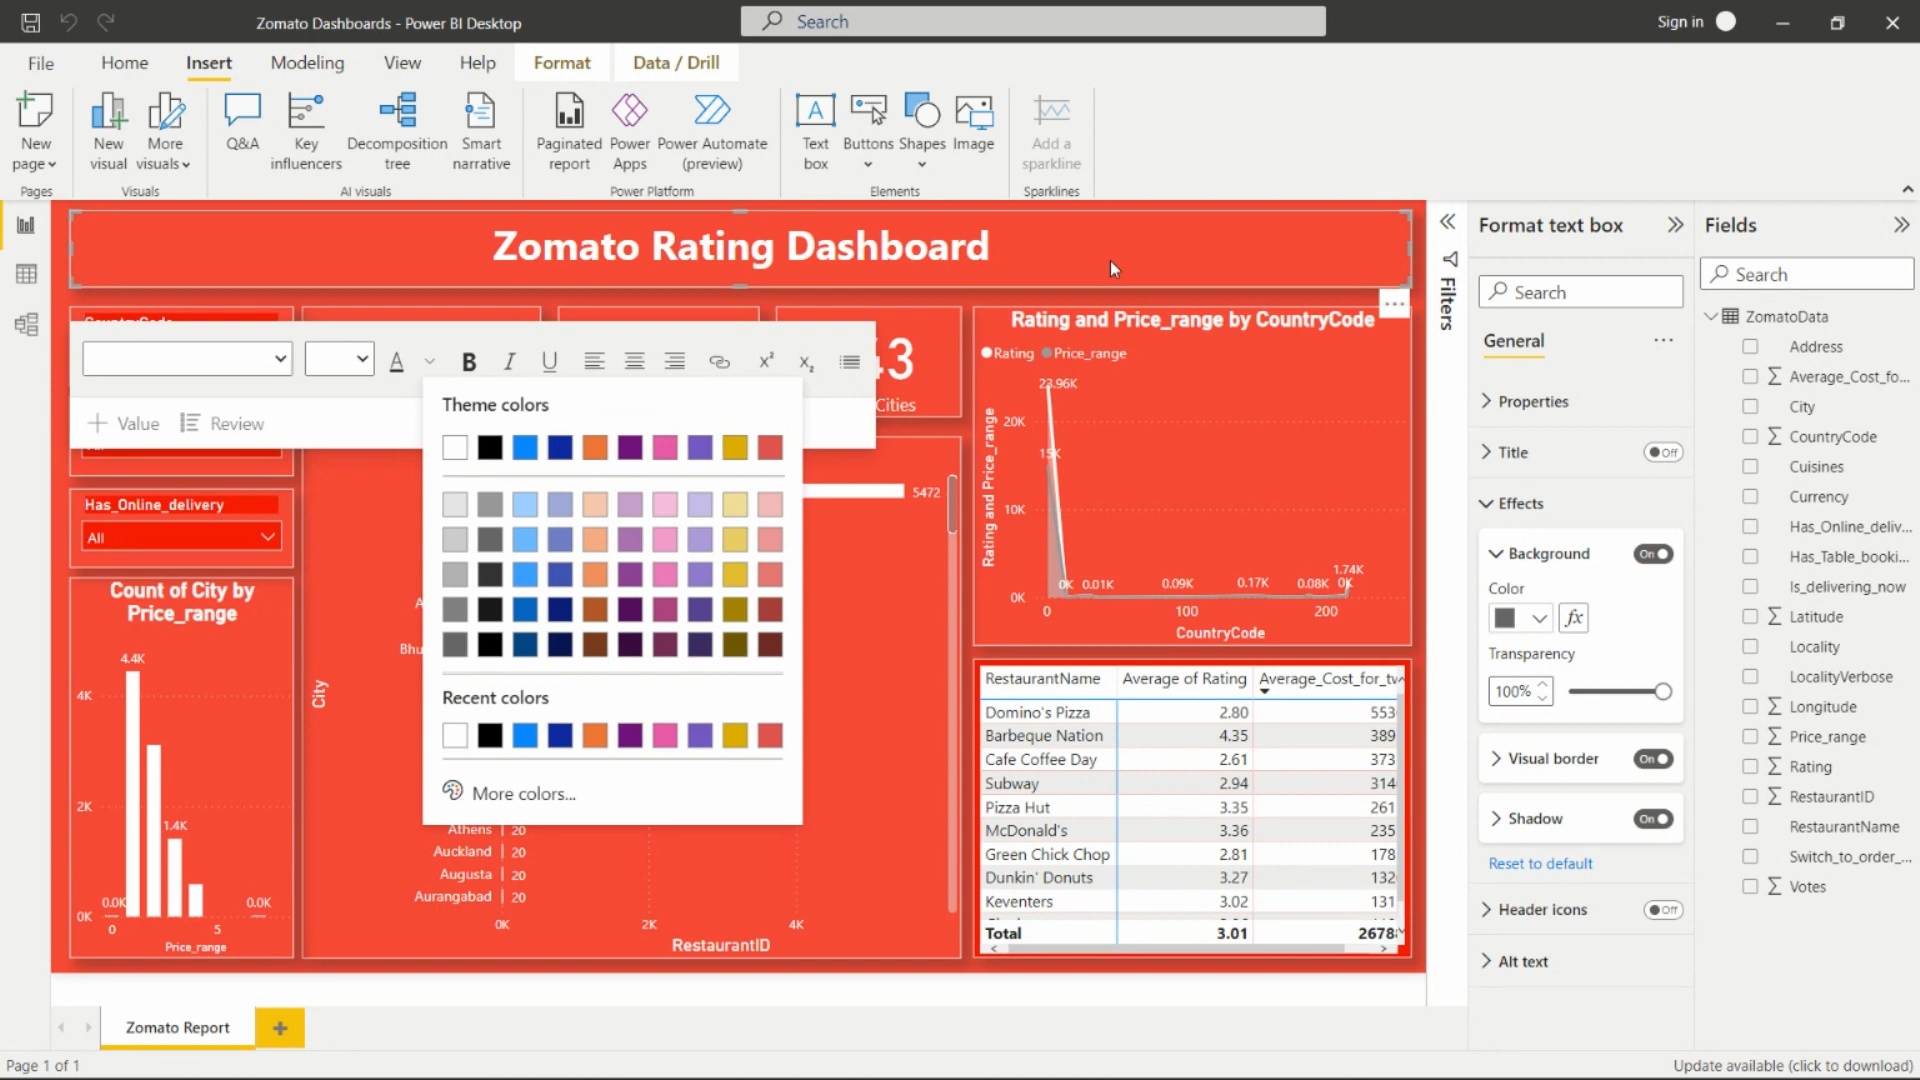 Zomato Dashboards - Power BI Desktop
Search
Sign in
File
Home
Insert
Modeling
View
Help
Format
Data / Drill
New page
New visual
More visuals
Q&A
Key influencers
Decomposition tree
Smart narrative
Paginated report
Power Apps
Power Automate (preview)
Text box
Buttons
Shapes
Image
Add a sparkline
Pages
Visuals
AI visuals
Power Platform
Elements
Sparklines
Zomato Rating Dashboard
B
I
U
Value
Review
Cities
Theme colors
Recent colors
More colors...
Has_Online_delivery
All
Count of City by
Price_range
4.4K
4K
2K
1.4K
0.0K
0.0K
0K
0
5
Price_range
City
5472
Athens 20
Auckland 20
Augusta 20
Aurangabad 20
0K
2K
4K
RestaurantID
Rating and Price_range by CountryCode
Rating
Price_range
23.96K
20K
15K
10K
0K
0K
0.01K
0.09K
0.17K
0.08K
0K
1.74K
0
100
200
Rating and Price_range
CountryCode
RestaurantName Average of Rating Average_Cost_for_tv
Domino's Pizza 2.80 553
Barbeque Nation 4.35 389
Cafe Coffee Day 2.61 373
Subway 2.94 314
Pizza Hut 3.35 261
McDonald's 3.36 235
Green Chick Chop 2.81 178
Dunkin' Donuts 3.27 132
Keventers 3.02 131
Total 3.01 2678
Filters
Format text box
Search
General
Properties
Title
Off
Effects
Background
On
Color
fx
Transparency
100%
Visual border
On
Shadow
On
Reset to default
Header icons
Off
Alt text
Fields
Search
ZomatoData
Address
Average_Cost_fo...
City
CountryCode
Cuisines
Currency
Has_Online_deliv...
Has_Table_booki...
Is_delivering_now
Latitude
Locality
LocalityVerbose
Longitude
Price_range
Rating
RestaurantID
RestaurantName
Switch_to_order_...
Votes
Zomato Report
Page 1 of 1
Update available (click to download)